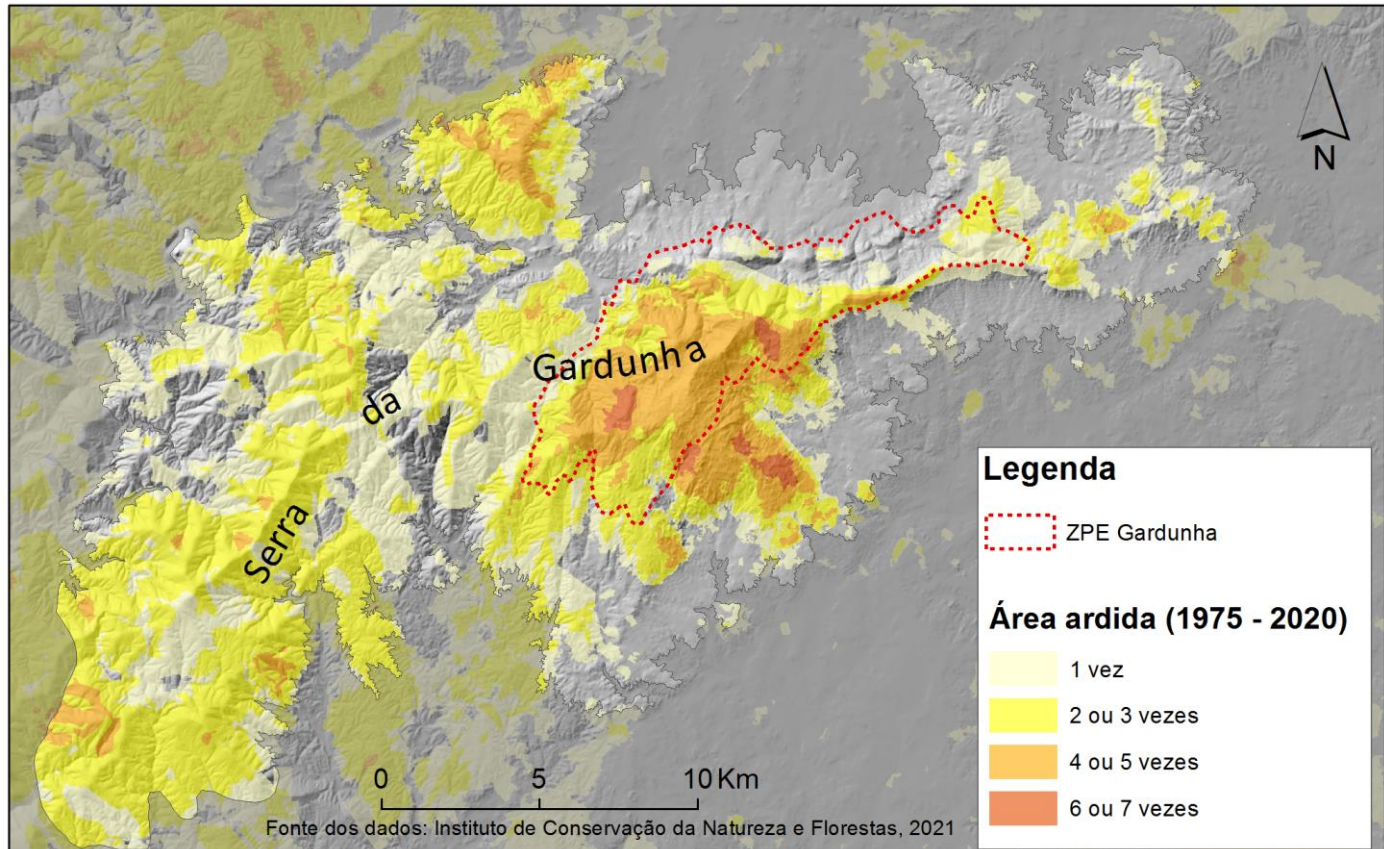 N
Gardunha
da
Serra
Legenda
ZPE Gardunha
Área ardida (1975 - 2020)
1 vez
2 ou 3 vezes
4 ou 5 vezes
6 ou 7 vezes
0 5 10 Km
Fonte dos dados: Instituto de Conservação da Natureza e Florestas, 2021